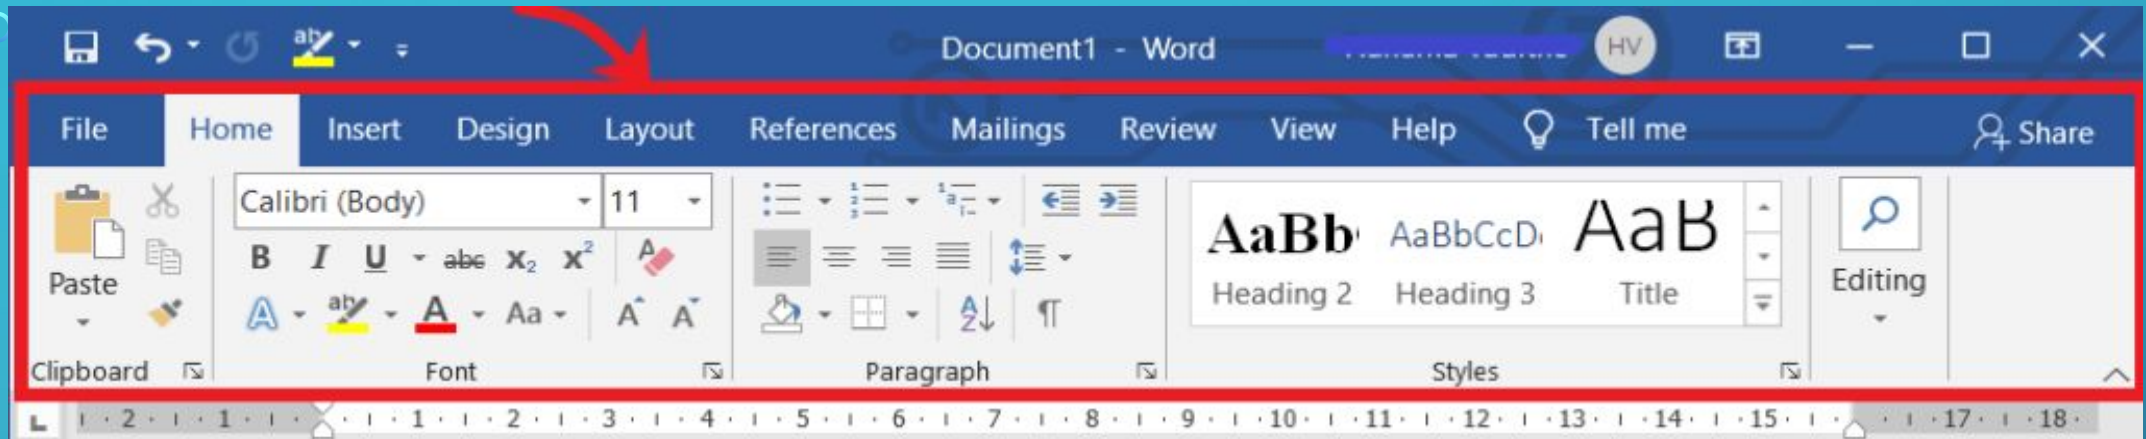 Document1 - Word HV
File Home Insert Design Layout References Mailings Review View Help Tell me Share
Calibri (Body) 11
B I U abc X₂ X² A
Paste
A aby A Aa A A
AaBb AaBbCcD AaB
Heading 2 Heading 3 Title
Editing
Clipboard Font Paragraph Styles
L 2 1 1 2 3 4 5 6 7 8 9 10 11 12 13 14 15 17 18